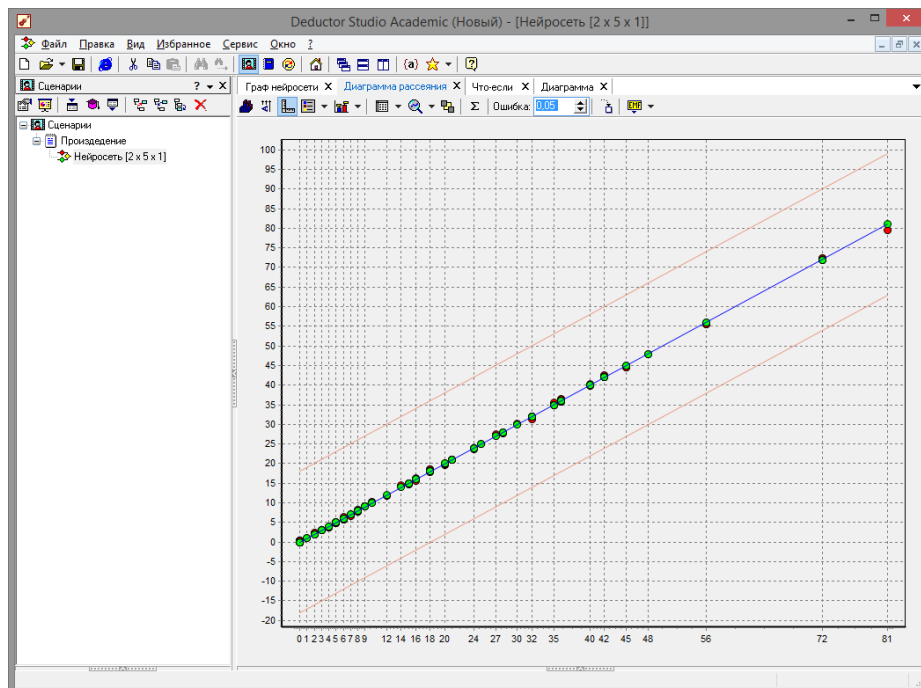 Deductor Studio Academic (Новый) - [Нейросеть [2 x 5 x 1]]
Файл Правка Вид Избранное Сервис Окно ?
Сценарии
Сценарии
Произдедение
Нейросеть [2 x 5 x 1]
Граф нейросети X Диаграмма рассеяния X Что-если X Диаграмма X
Σ Ошибка: 0,05 EMF
100
95
90
85
80
75
70
65
60
55
50
45
40
35
30
25
20
15
10
5
0
-5
-10
-15
-20
0 1 2 3 4 5 6 7 8 9 12 14 16 18 20 24 27 30 32 35 40 42 45 48 56 72 81